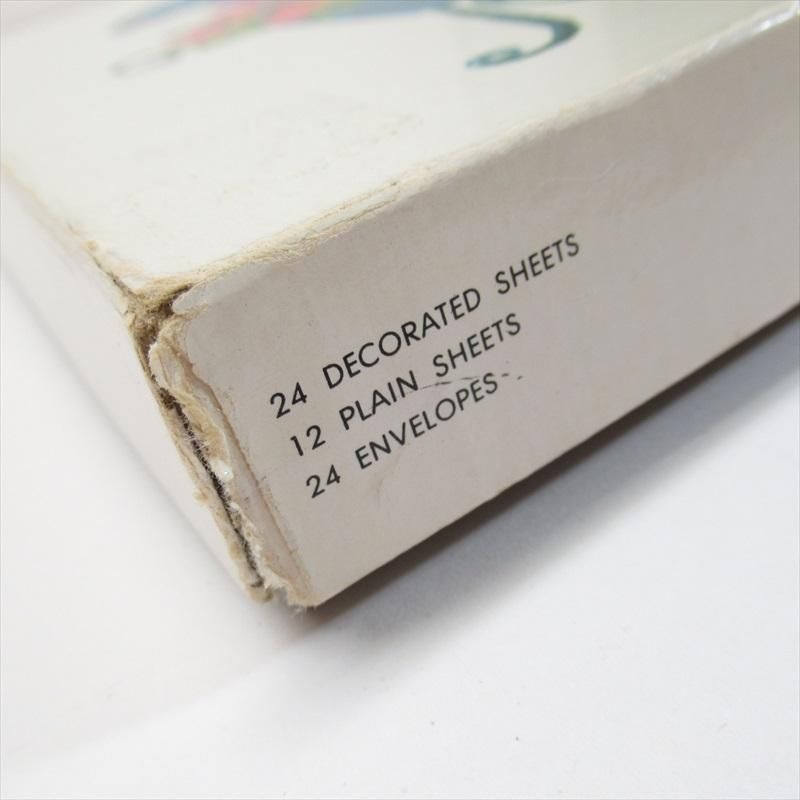 24 DECORATED SHEETS
12 PLAIN SHEETS
24 ENVELOPES